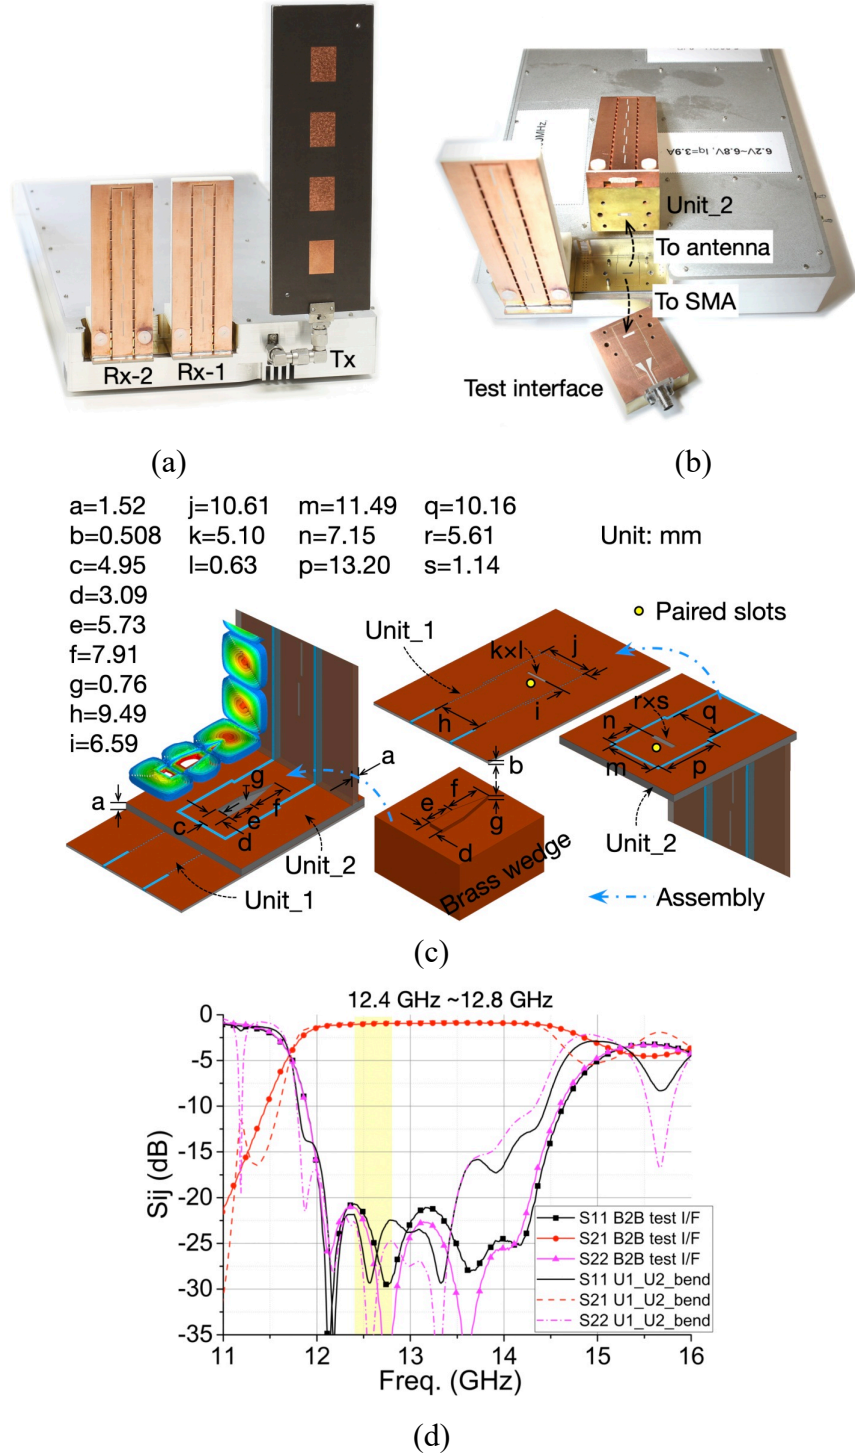 Rx-2
Rx-1
Tx
(a)
6.2V~6.8V, Iq=3.9A
Unit_2
To antenna
To SMA
Test interface
(b)
a=1.52 j=10.61 m=11.49 q=10.16
b=0.508 k=5.10 n=7.15 r=5.61 Unit: mm
c=4.95 l=0.63 p=13.20 s=1.14
d=3.09
e=5.73
f=7.91
g=0.76
h=9.49
i=6.59
Paired slots
Unit_1
k×l
j
i
h
b
n
r×s
q
m
p
Unit_2
a
a
g
f
e
c
d
Unit_2
Unit_1
e
f
g
d
Brass wedge
Assembly
(c)
12.4 GHz ~12.8 GHz
0
-5
-10
-15
-20
-25
-30
-35
Sij (dB)
S11 B2B test I/F
S21 B2B test I/F
S22 B2B test I/F
S11 U1_U2_bend
S21 U1_U2_bend
S22 U1_U2_bend
11 12 13 14 15 16
Freq. (GHz)
(d)